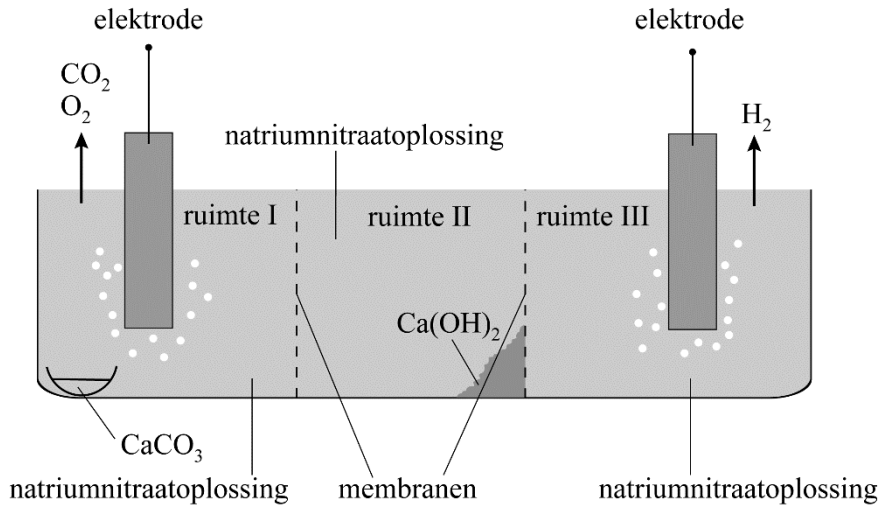 elektrode
elektrode
CO₂
O₂
H₂
natriumnitraatoplossing
ruimte I
ruimte II
ruimte III
Ca(OH)₂
CaCO₃
natriumnitraatoplossing
membranen
natriumnitraatoplossing